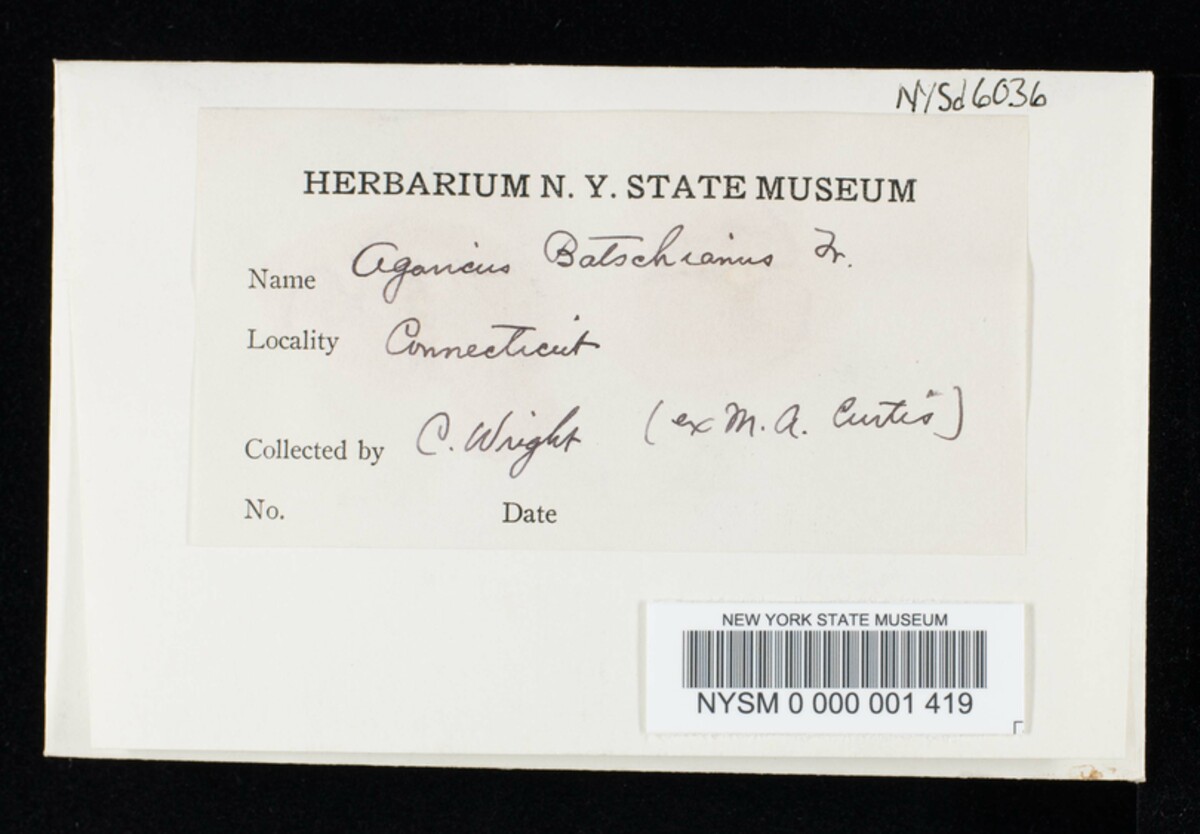 NYSd6036
HERBARIUM N. Y. STATE MUSEUM
Name Agaricus Batschianus Fr.
Locality Connecticut
Collected by C. Wright (ex M. A. Curtis)
No. Date
NEW YORK STATE MUSEUM
NYSM 0 000 001 419